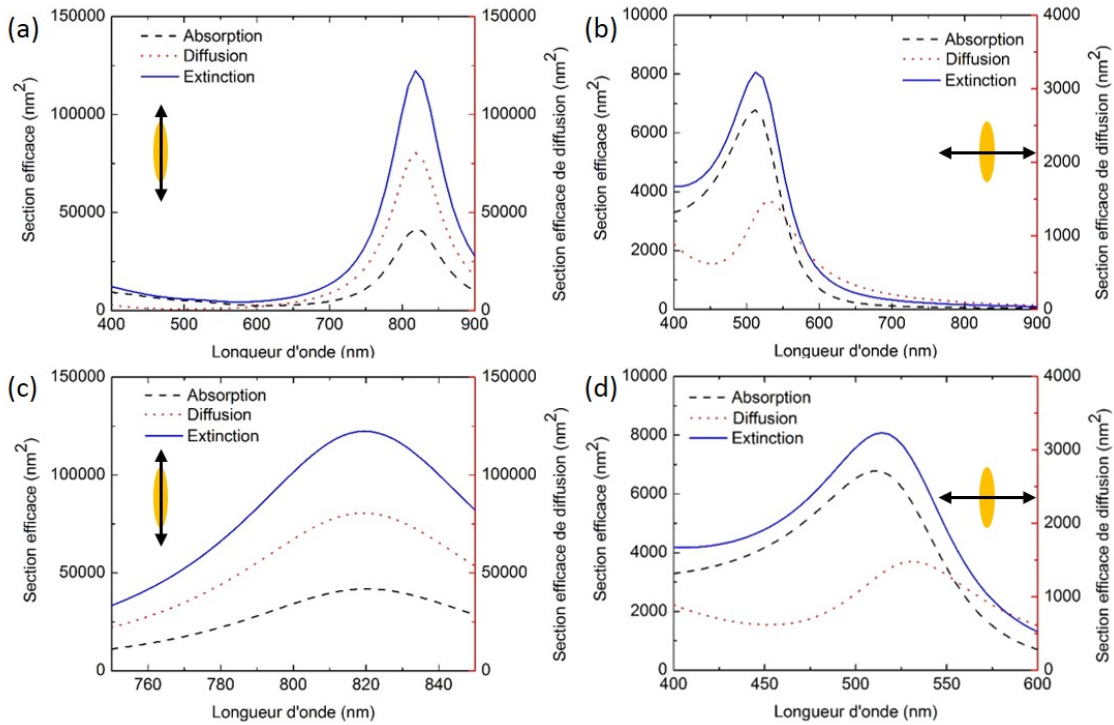 (a)
150000
100000
50000
0
Section efficace (nm²)
Absorption
Diffusion
Extinction
150000
100000
50000
0
Section efficace de diffusion (nm²)
400 500 600 700 800 900
Longueur d'onde (nm)
(b)
10000
8000
6000
4000
2000
0
Section efficace (nm²)
Absorption
Diffusion
Extinction
4000
3000
2000
1000
0
Section efficace de diffusion (nm²)
400 500 600 700 800 900
Longueur d'onde (nm)
(c)
150000
100000
50000
0
Section efficace (nm²)
Absorption
Diffusion
Extinction
150000
100000
50000
0
Section efficace de diffusion (nm²)
760 780 800 820 840
Longueur d'onde (nm)
(d)
10000
8000
6000
4000
2000
0
Section efficace (nm²)
Absorption
Diffusion
Extinction
4000
3000
2000
1000
0
Section efficace de diffusion (nm²)
400 450 500 550 600
Longueur d'onde (nm)